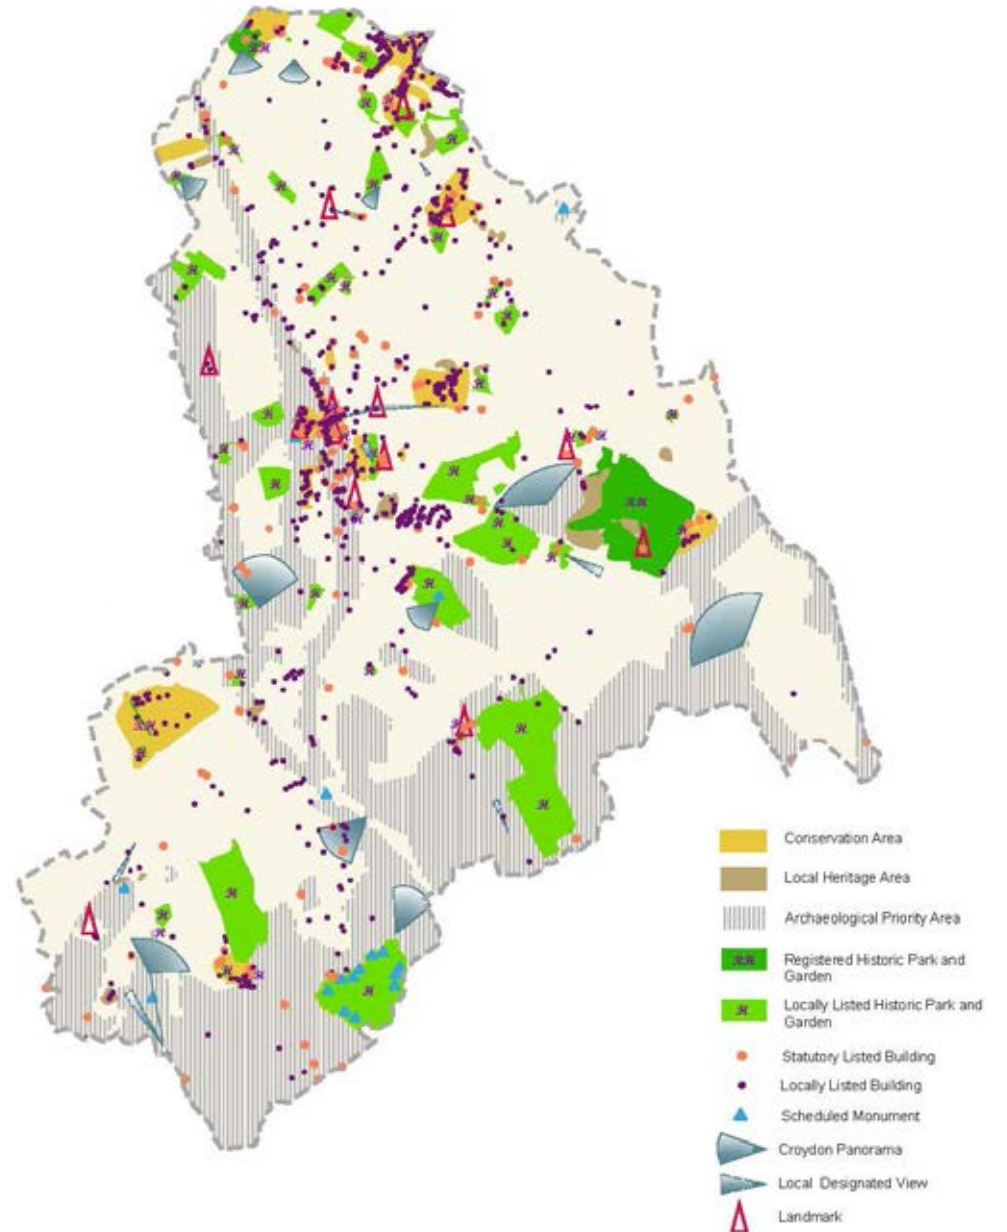 Conservation Area
Local Heritage Area
Archaeological Priority Area
Registered Historic Park and
Garden
Locally Listed Historic Park and
Garden
Statutory Listed Building
Locally Listed Building
Scheduled Monument
Croydon Panorama
Local Designated View
Landmark